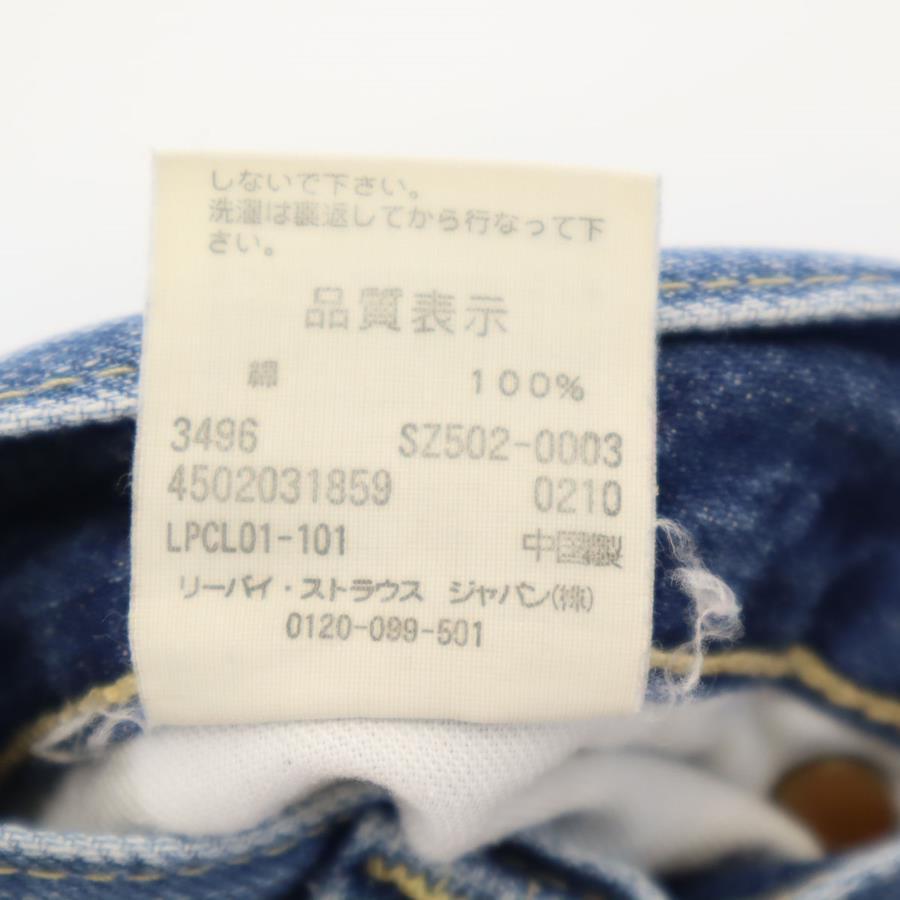 しないで下さい。
洗濯は裏返してから行なって下
さい。
品質表示
綿 100%
3496 SZ502-0003
4502031859 0210
LPCL01-101 中国製
リーバイ・ストラウス ジャパン(株)
0120-099-501